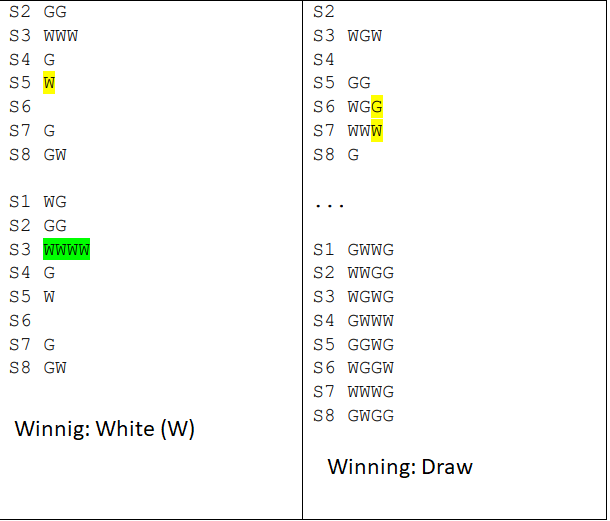 S2 GG
S3 WWW
S4 G
S5 W
S6
S7 G
S8 GW
S1 WG
S2 GG
S3 WWWW
S4 G
S5 W
S6
S7 G
S8 GW
Winnig: White (W)
S2
S3 WGW
S4
S5 GG
S6 WGG
S7 WWW
S8 G
...
S1 GWWG
S2 WWGG
S3 WGWG
S4 GWWW
S5 GGWG
S6 WGGW
S7 WWWG
S8 GWGG
Winning: Draw